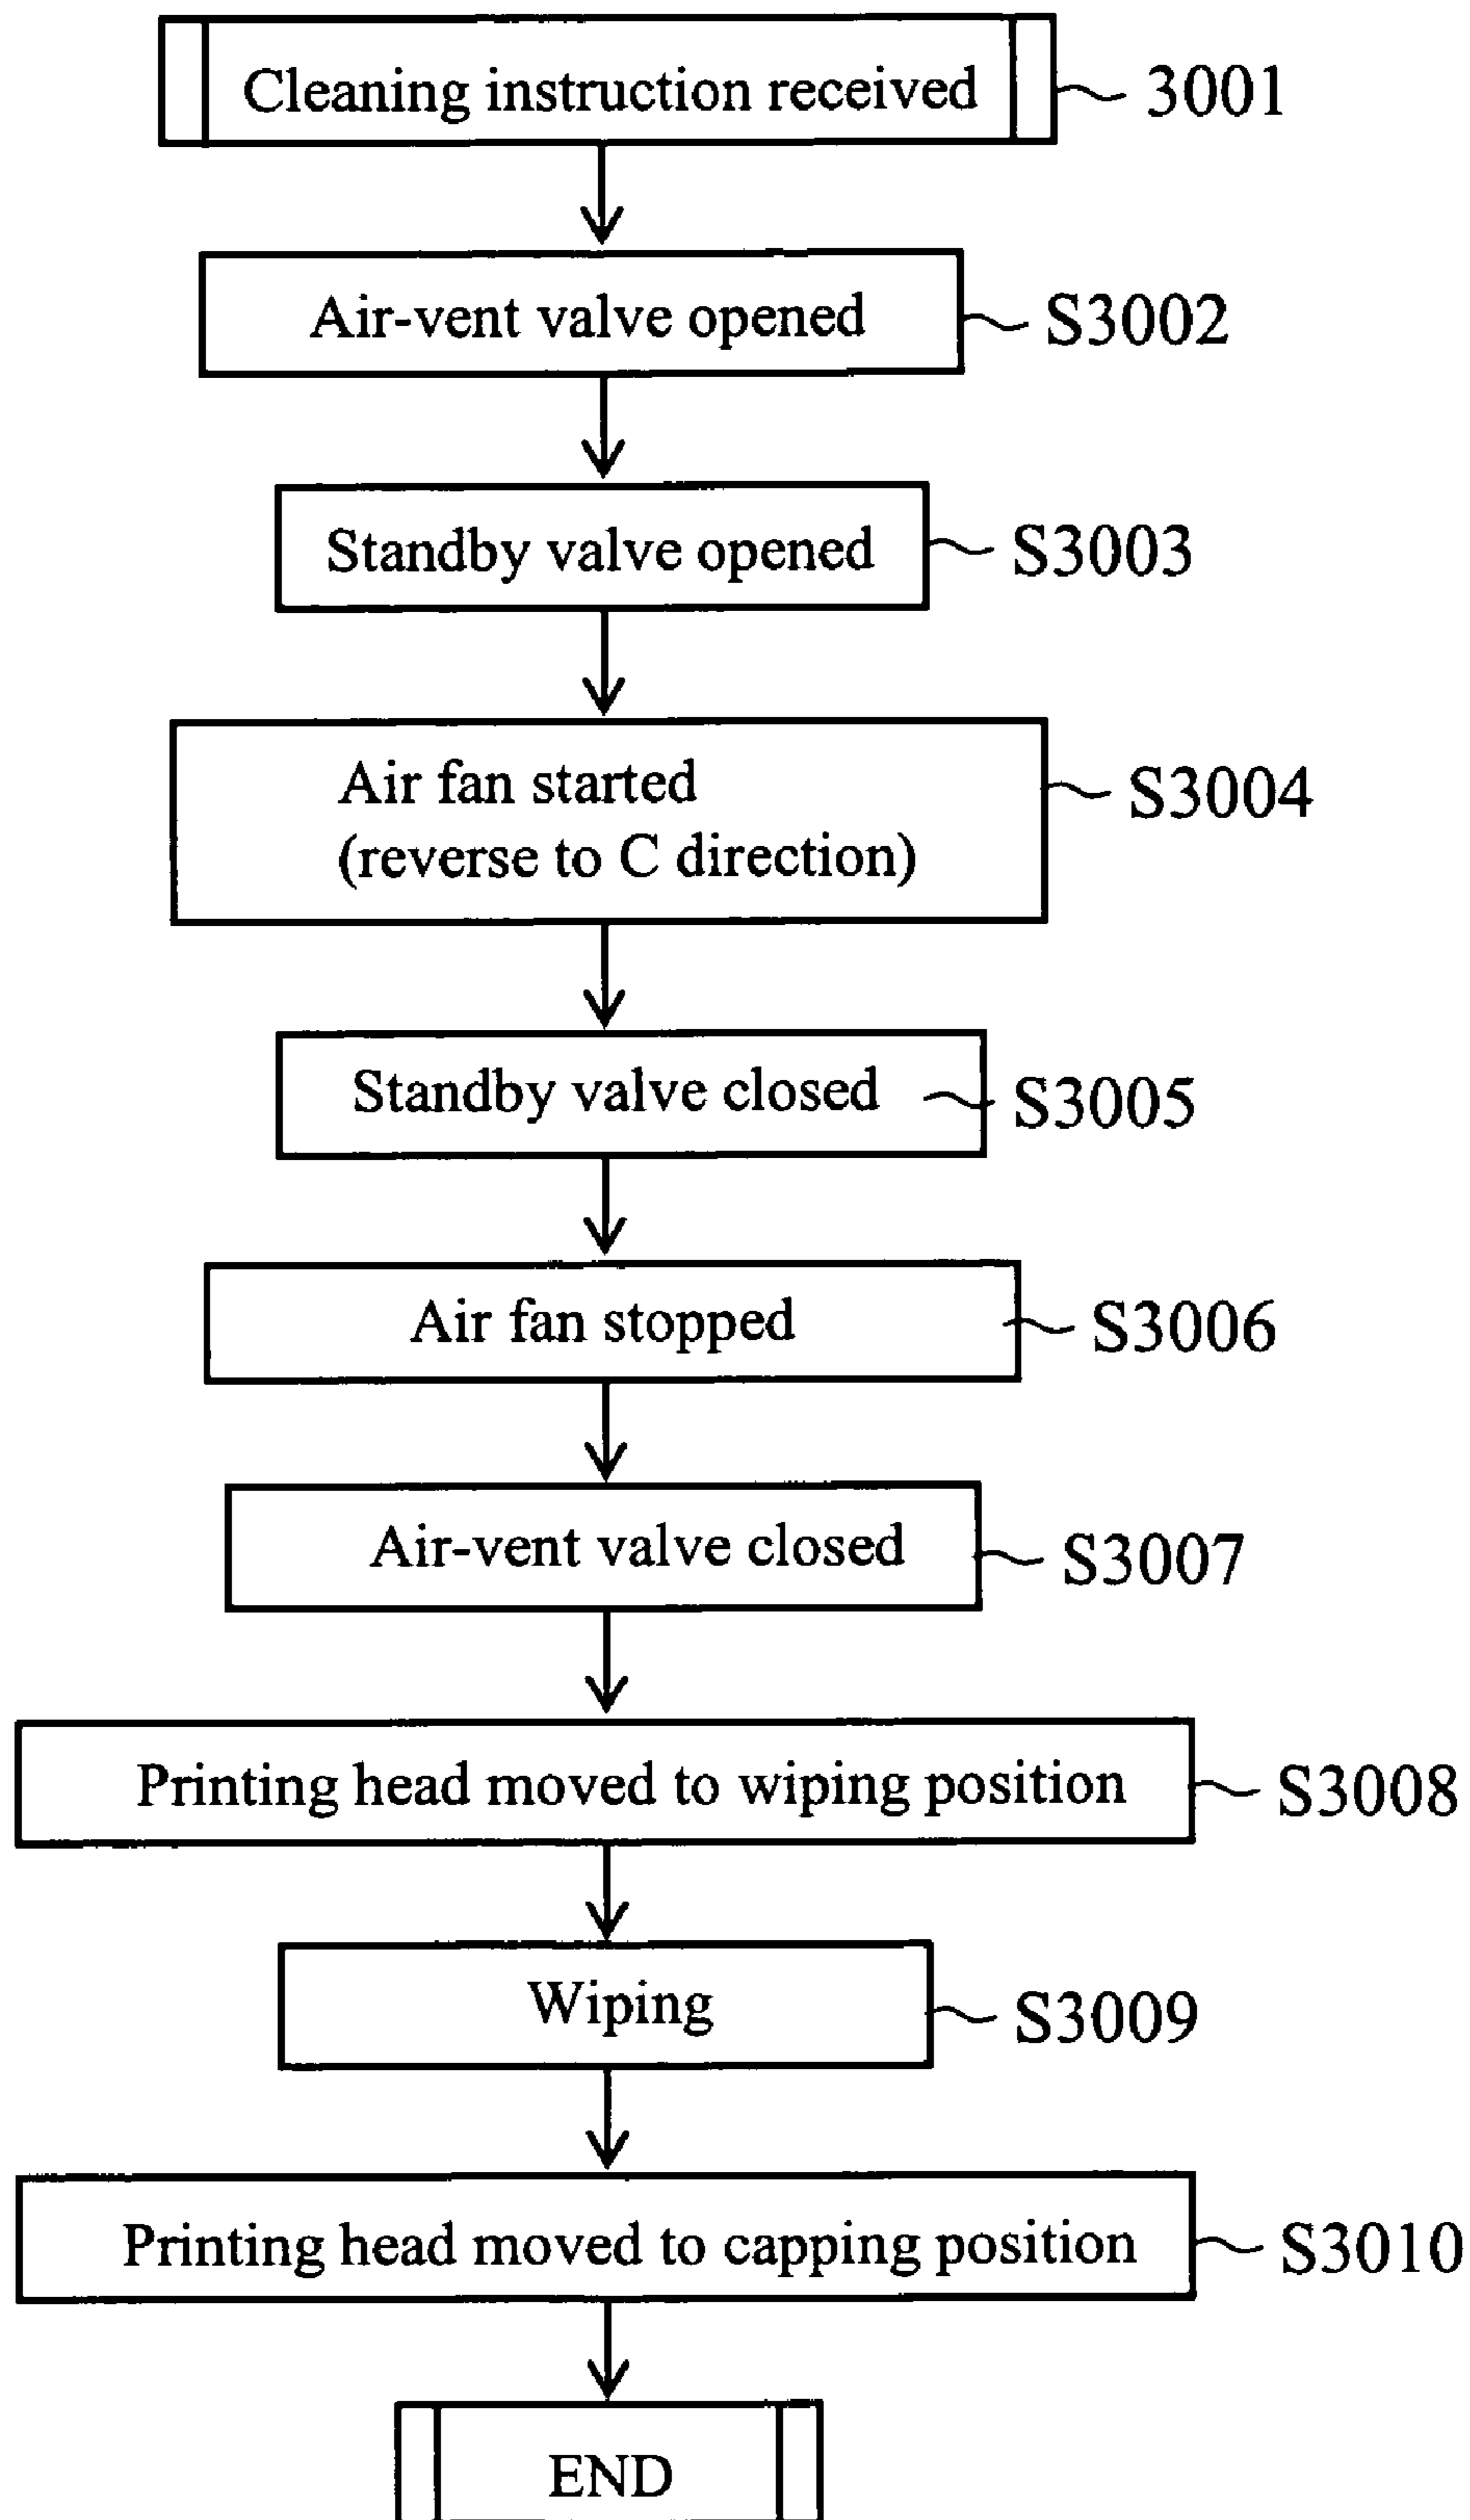 Cleaning instruction received
3001
Air-vent valve opened
S3002
Standby valve opened
S3003
Air fan started
(reverse to C direction)
S3004
Standby valve closed
S3005
Air fan stopped
S3006
Air-vent valve closed
S3007
Printing head moved to wiping position
S3008
Wiping
S3009
Printing head moved to capping position
S3010
END